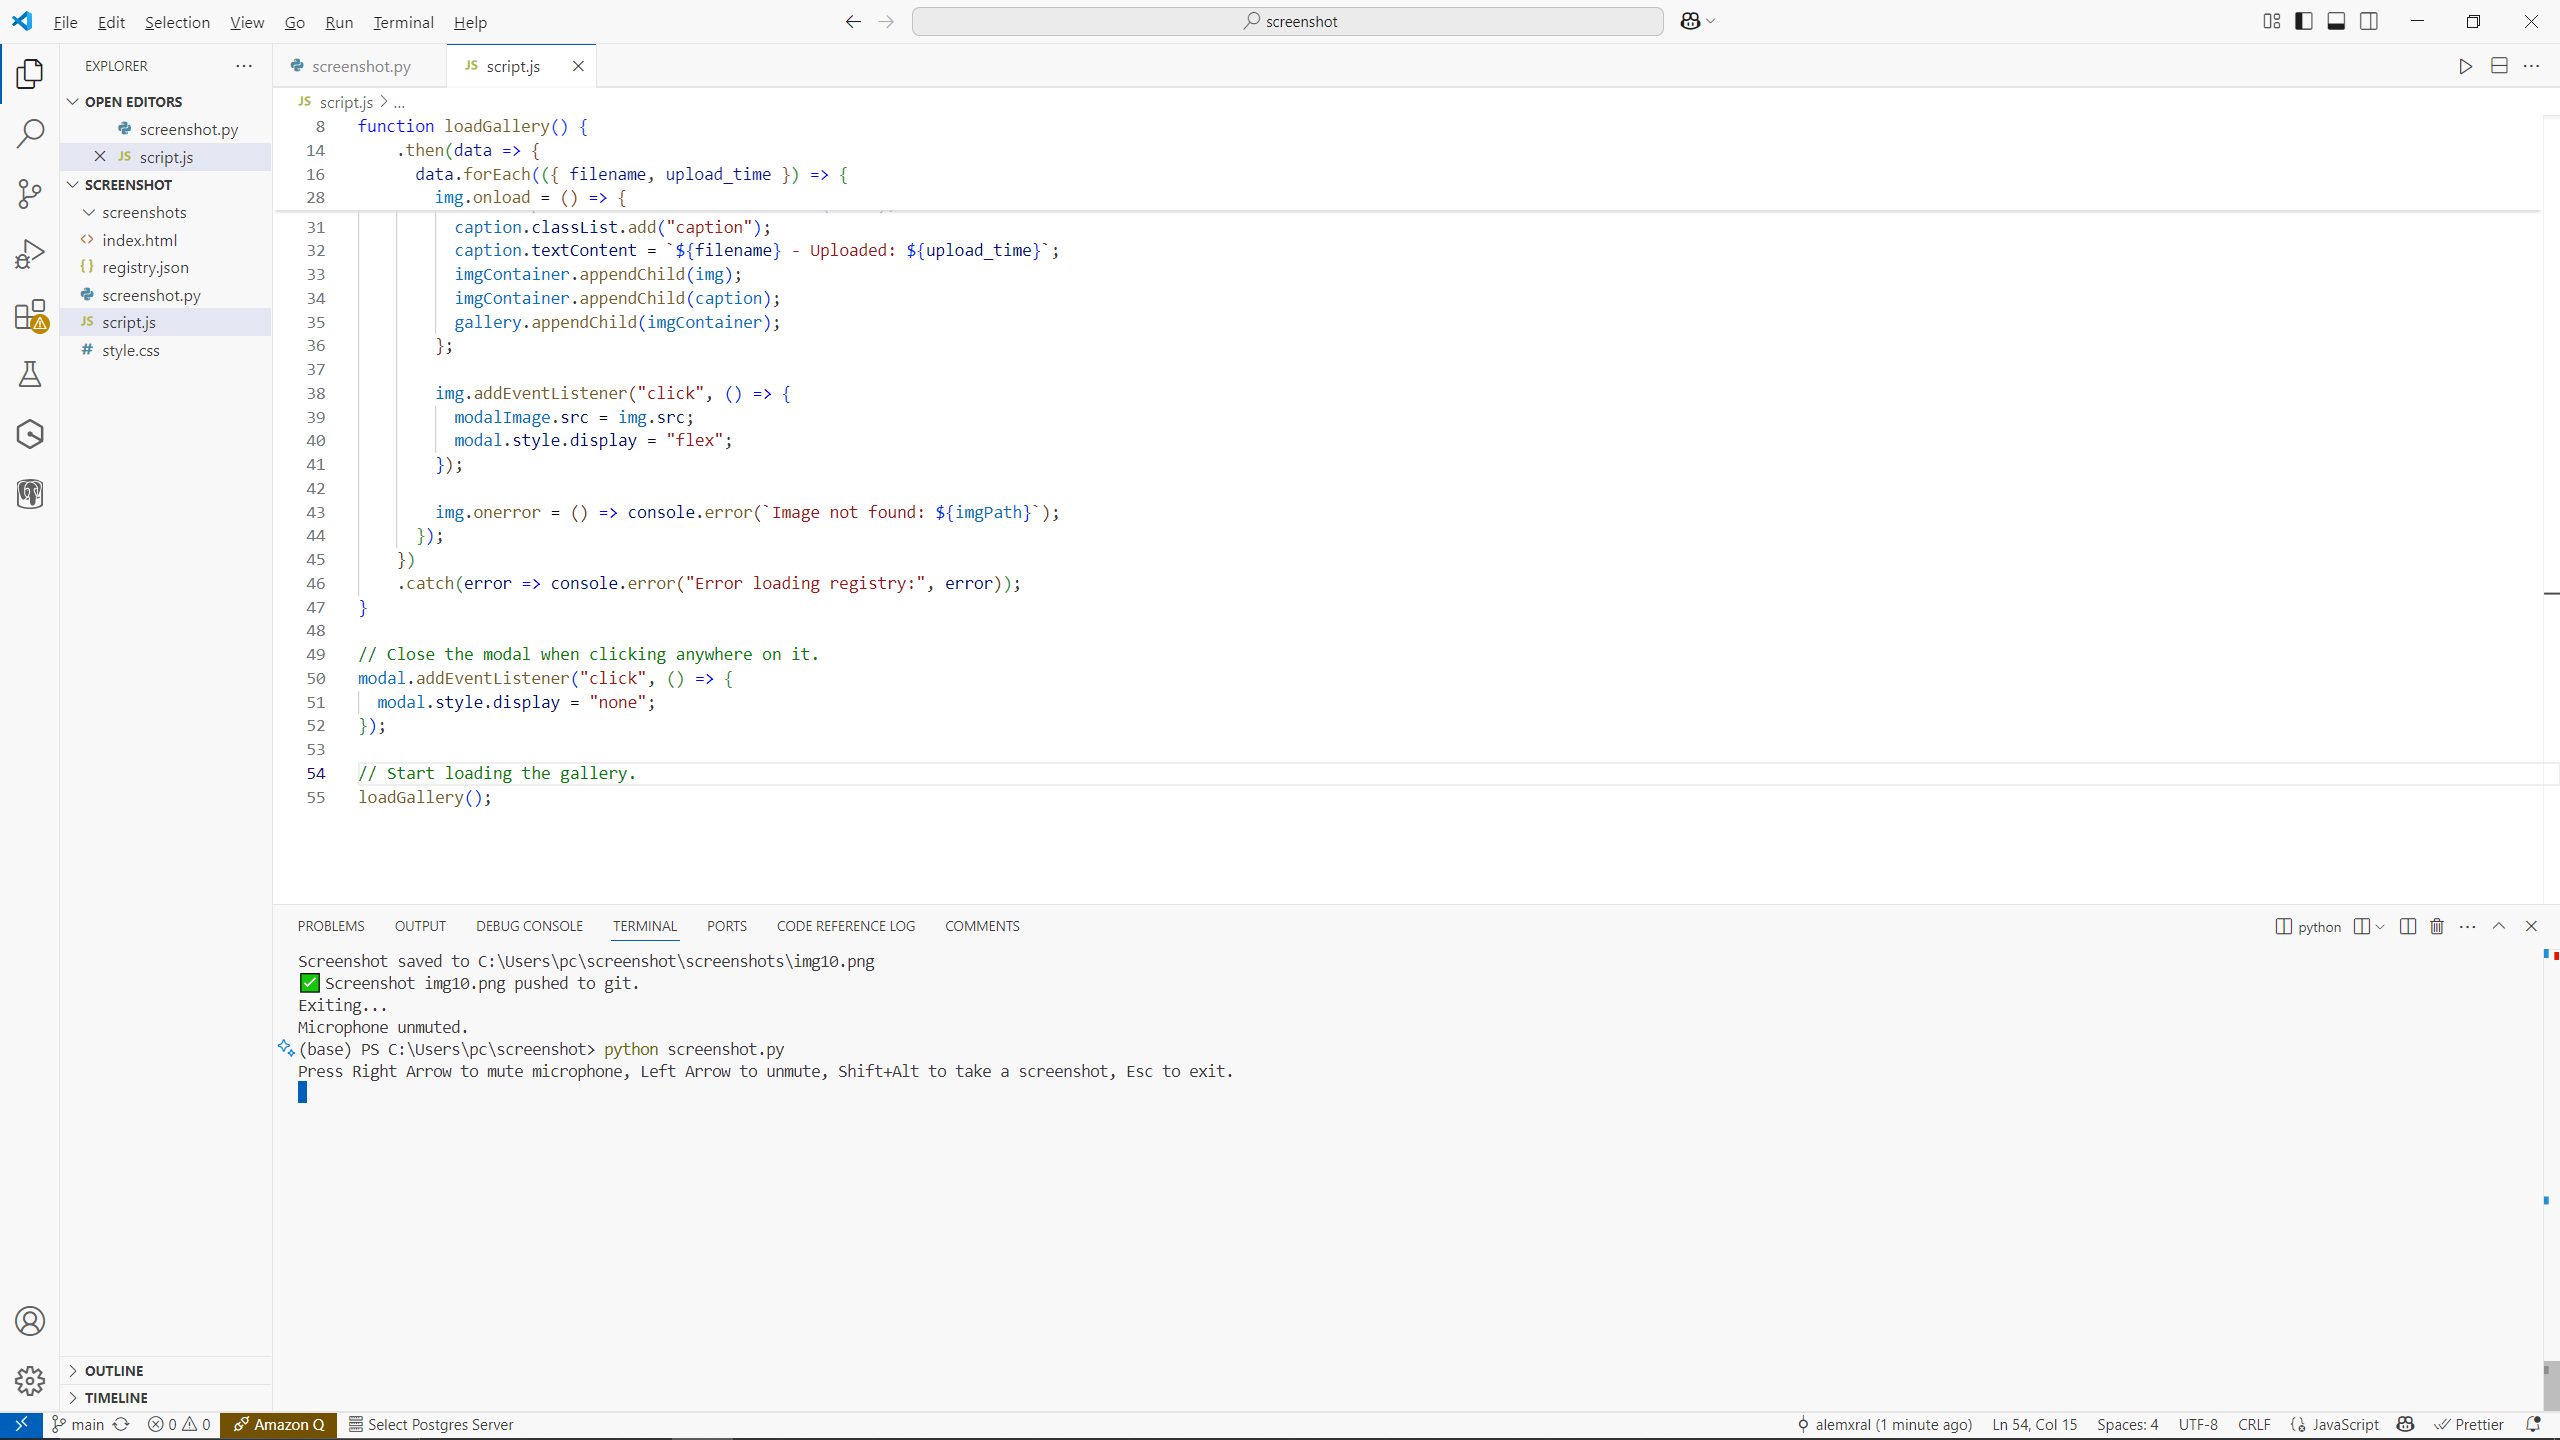 File Edit Selection View Go Run Terminal Help
screenshot
EXPLORER
OPEN EDITORS
screenshot.py
JS script.js
SCREENSHOT
screenshots
<> index.html
{} registry.json
screenshot.py
JS script.js
# style.css
OUTLINE
TIMELINE
screenshot.py
JS script.js
JS script.js > ...
8 function loadGallery() {
14 .then(data => {
16 data.forEach(({ filename, upload_time }) => {
28 img.onload = () => {
31 caption.classList.add("caption");
32 caption.textContent = `${filename} - Uploaded: ${upload_time}`;
33 imgContainer.appendChild(img);
34 imgContainer.appendChild(caption);
35 gallery.appendChild(imgContainer);
36 };
37
38 img.addEventListener("click", () => {
39 modalImage.src = img.src;
40 modal.style.display = "flex";
41 });
42
43 img.onerror = () => console.error(`Image not found: ${imgPath}`);
44 });
45 })
46 .catch(error => console.error("Error loading registry:", error));
47 }
48
49 // Close the modal when clicking anywhere on it.
50 modal.addEventListener("click", () => {
51 modal.style.display = "none";
52 });
53
54 // Start loading the gallery.
55 loadGallery();
PROBLEMS OUTPUT DEBUG CONSOLE TERMINAL PORTS CODE REFERENCE LOG COMMENTS
python
Screenshot saved to C:\Users\pc\screenshot\screenshots\img10.png
✅ Screenshot img10.png pushed to git.
Exiting...
Microphone unmuted.
(base) PS C:\Users\pc\screenshot> python screenshot.py
Press Right Arrow to mute microphone, Left Arrow to unmute, Shift+Alt to take a screenshot, Esc to exit.
main 0 0 Amazon Q Select Postgres Server
alemxral (1 minute ago) Ln 54, Col 15 Spaces: 4 UTF-8 CRLF JavaScript Prettier